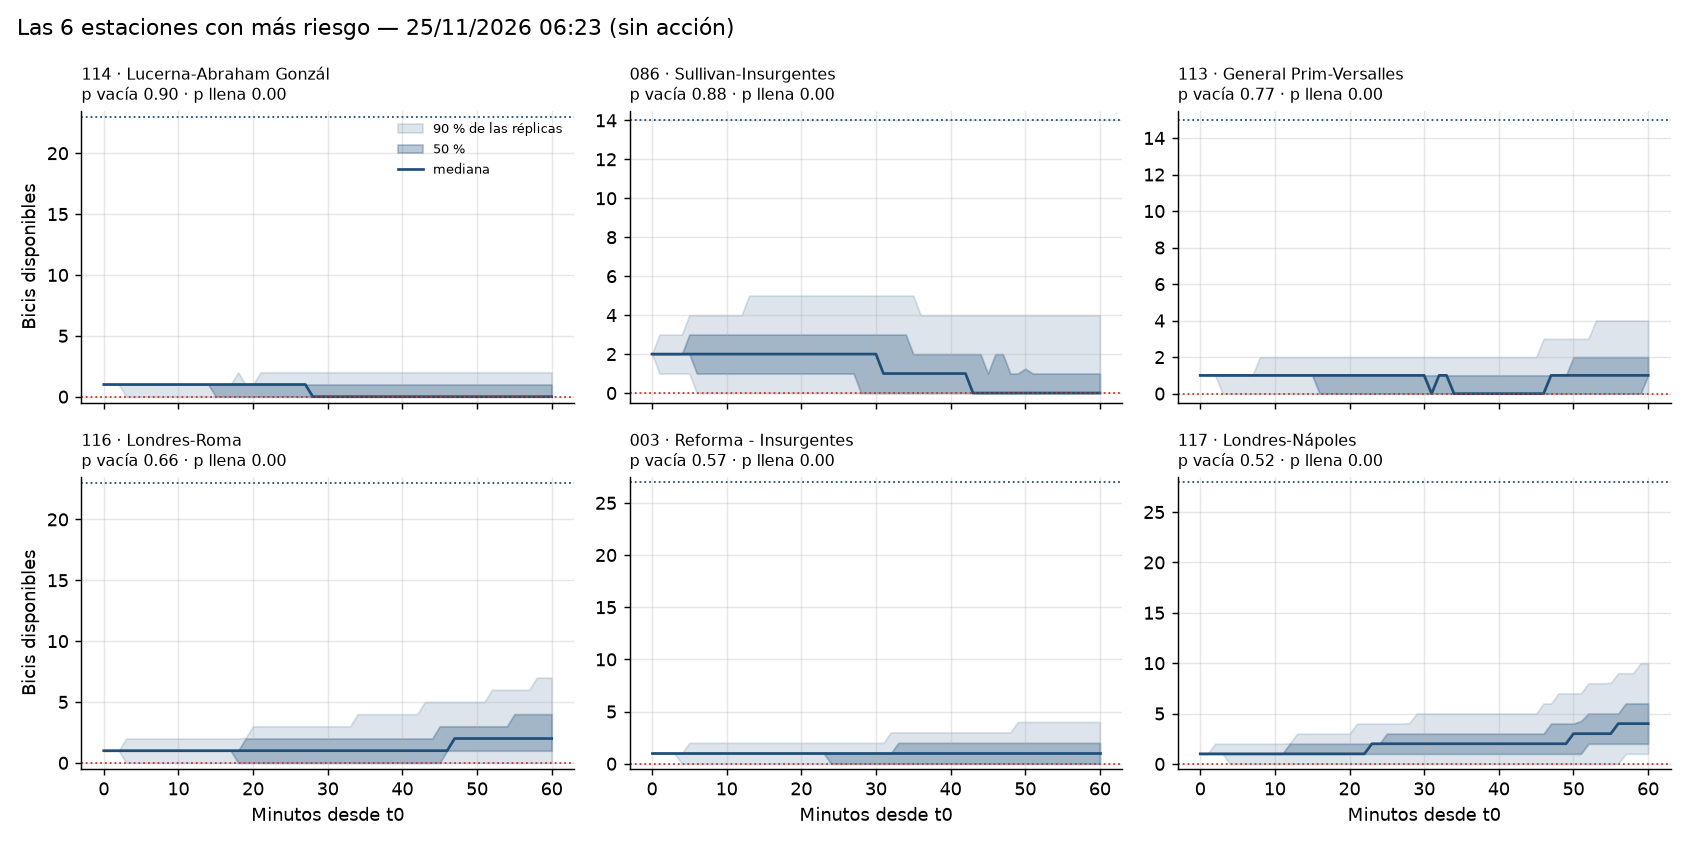 Las 6 estaciones con más riesgo — 25/11/2026 06:23 (sin acción)
114 · Lucerna-Abraham Gonzál
p vacía 0.90 · p llena 0.00
90 % de las réplicas
50 %
mediana
Bicis disponibles
20
15
10
5
0
086 · Sullivan-Insurgentes
p vacía 0.88 · p llena 0.00
14
12
10
8
6
4
2
0
113 · General Prim-Versalles
p vacía 0.77 · p llena 0.00
14
12
10
8
6
4
2
0
116 · Londres-Roma
p vacía 0.66 · p llena 0.00
Bicis disponibles
20
15
10
5
0
0 10 20 30 40 50 60
Minutos desde t0
003 · Reforma - Insurgentes
p vacía 0.57 · p llena 0.00
25
20
15
10
5
0
0 10 20 30 40 50 60
Minutos desde t0
117 · Londres-Nápoles
p vacía 0.52 · p llena 0.00
25
20
15
10
5
0
0 10 20 30 40 50 60
Minutos desde t0